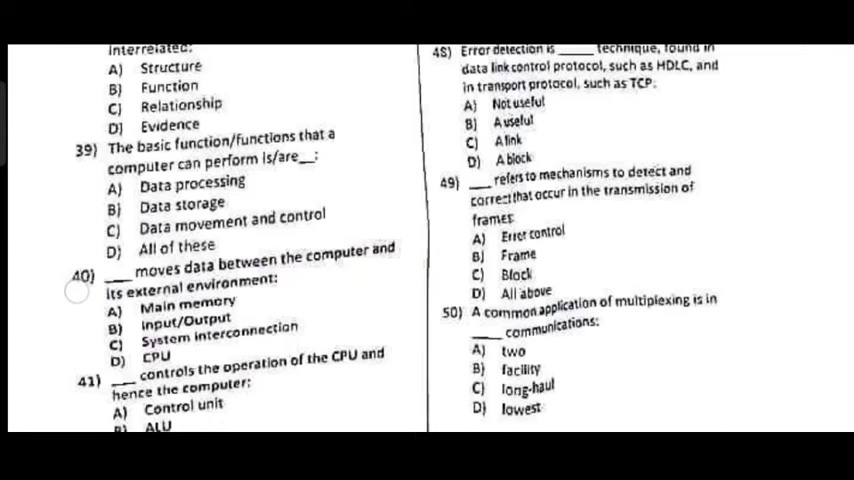 interrelated:
A) Structure
B) Function
C) Relationship
D) Evidence
39) The basic function/functions that a
computer can perform is/are__:
A) Data processing
B) Data storage
C) Data movement and control
D) All of these
40) ___ moves data between the computer and
its external environment:
A) Main memory
B) Input/Output
C) System interconnection
D) CPU
41) ___ controls the operation of the CPU and
hence the computer:
A) Control unit
B) ALU
48) Error detection is _____ technique, found in
data link control protocol, such as HDLC, and
in transport protocol, such as TCP:
A) Not useful
B) A useful
C) A link
D) A block
49) ___ refers to mechanisms to detect and
correct that occur in the transmission of
frames:
A) Error control
B) Frame
C) Block
D) All above
50) A common application of multiplexing is in
____ communications:
A) two
B) facility
C) long-haul
D) lowest